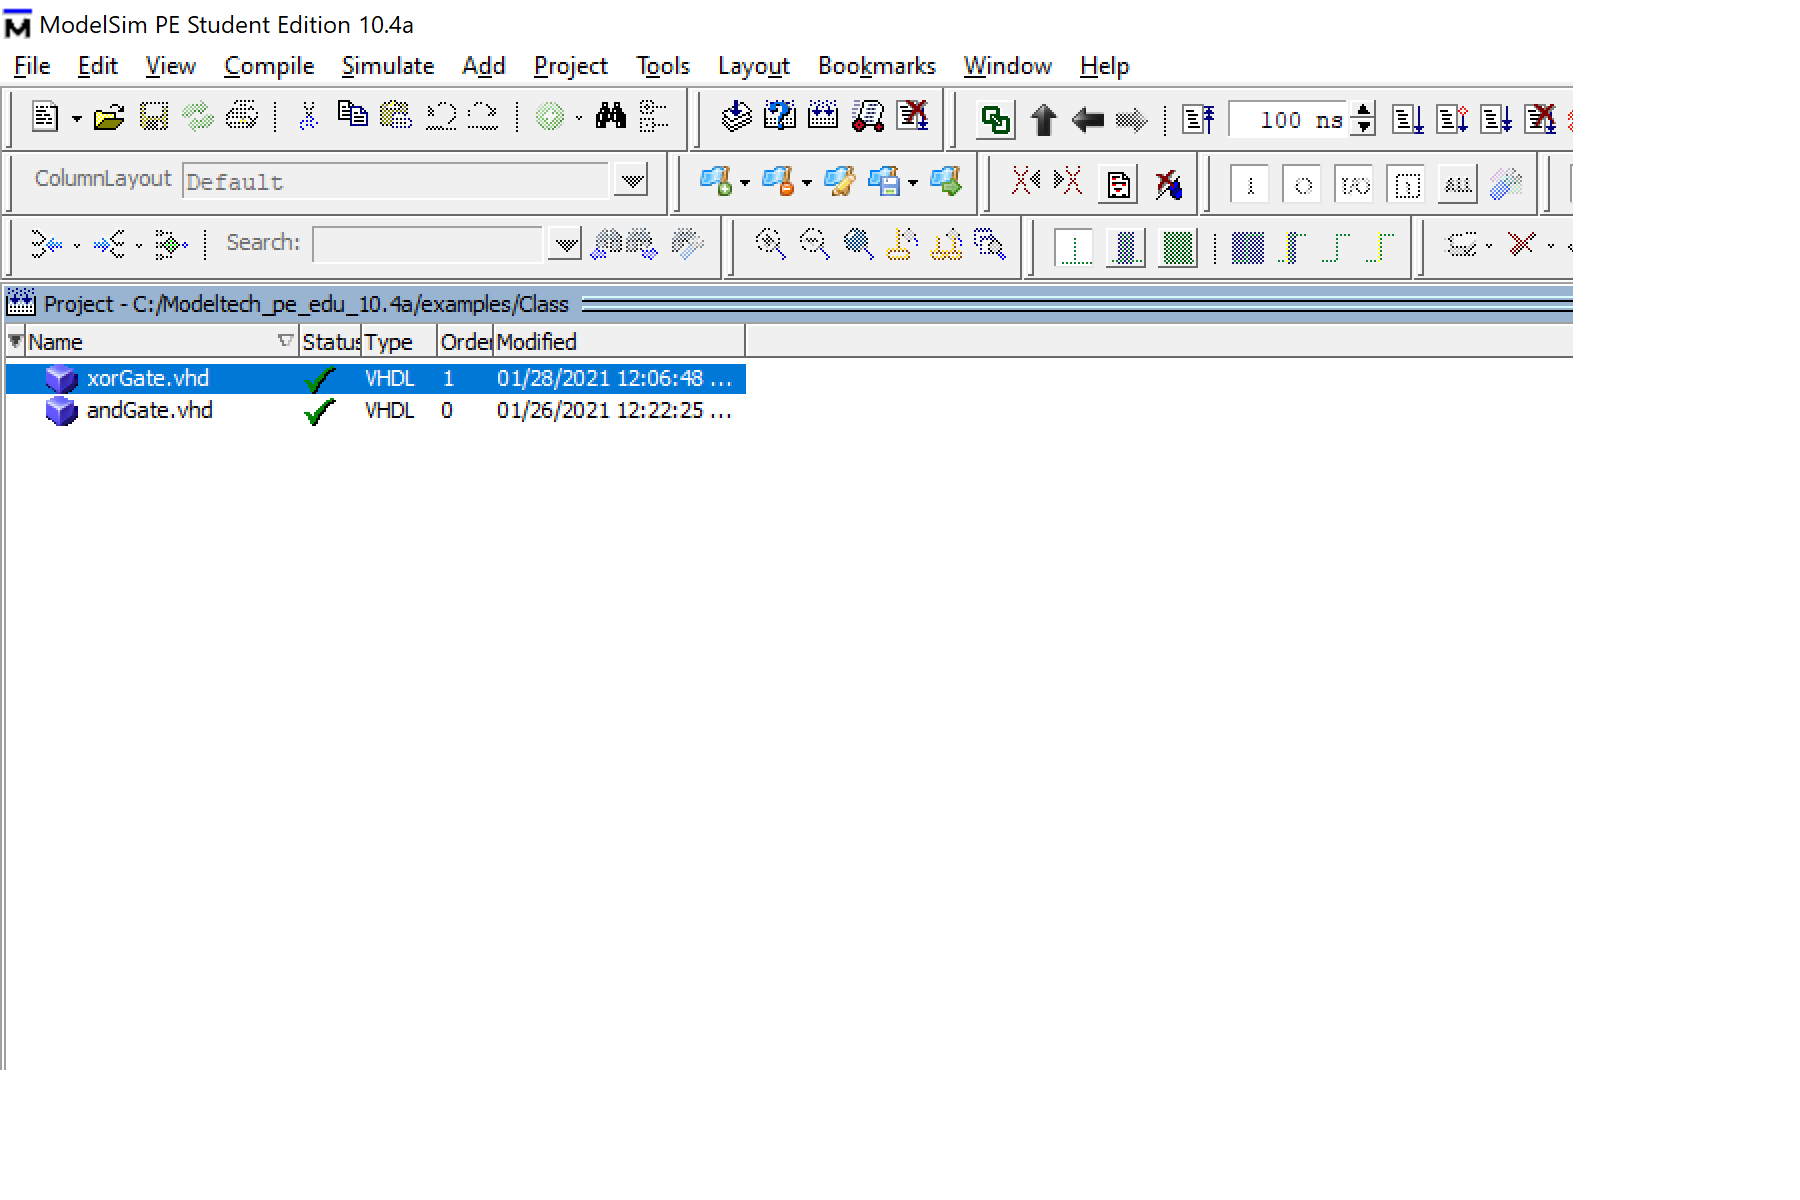 ModelSim PE Student Edition 10.4a
File Edit View Compile Simulate Add Project Tools Layout Bookmarks Window Help
100 ns
ColumnLayout Default
I O I/O ALL
Search:
Project - C:/Modeltech_pe_edu_10.4a/examples/Class
Name Status Type Order Modified
xorGate.vhd VHDL 1 01/28/2021 12:06:48 ...
andGate.vhd VHDL 0 01/26/2021 12:22:25 ...